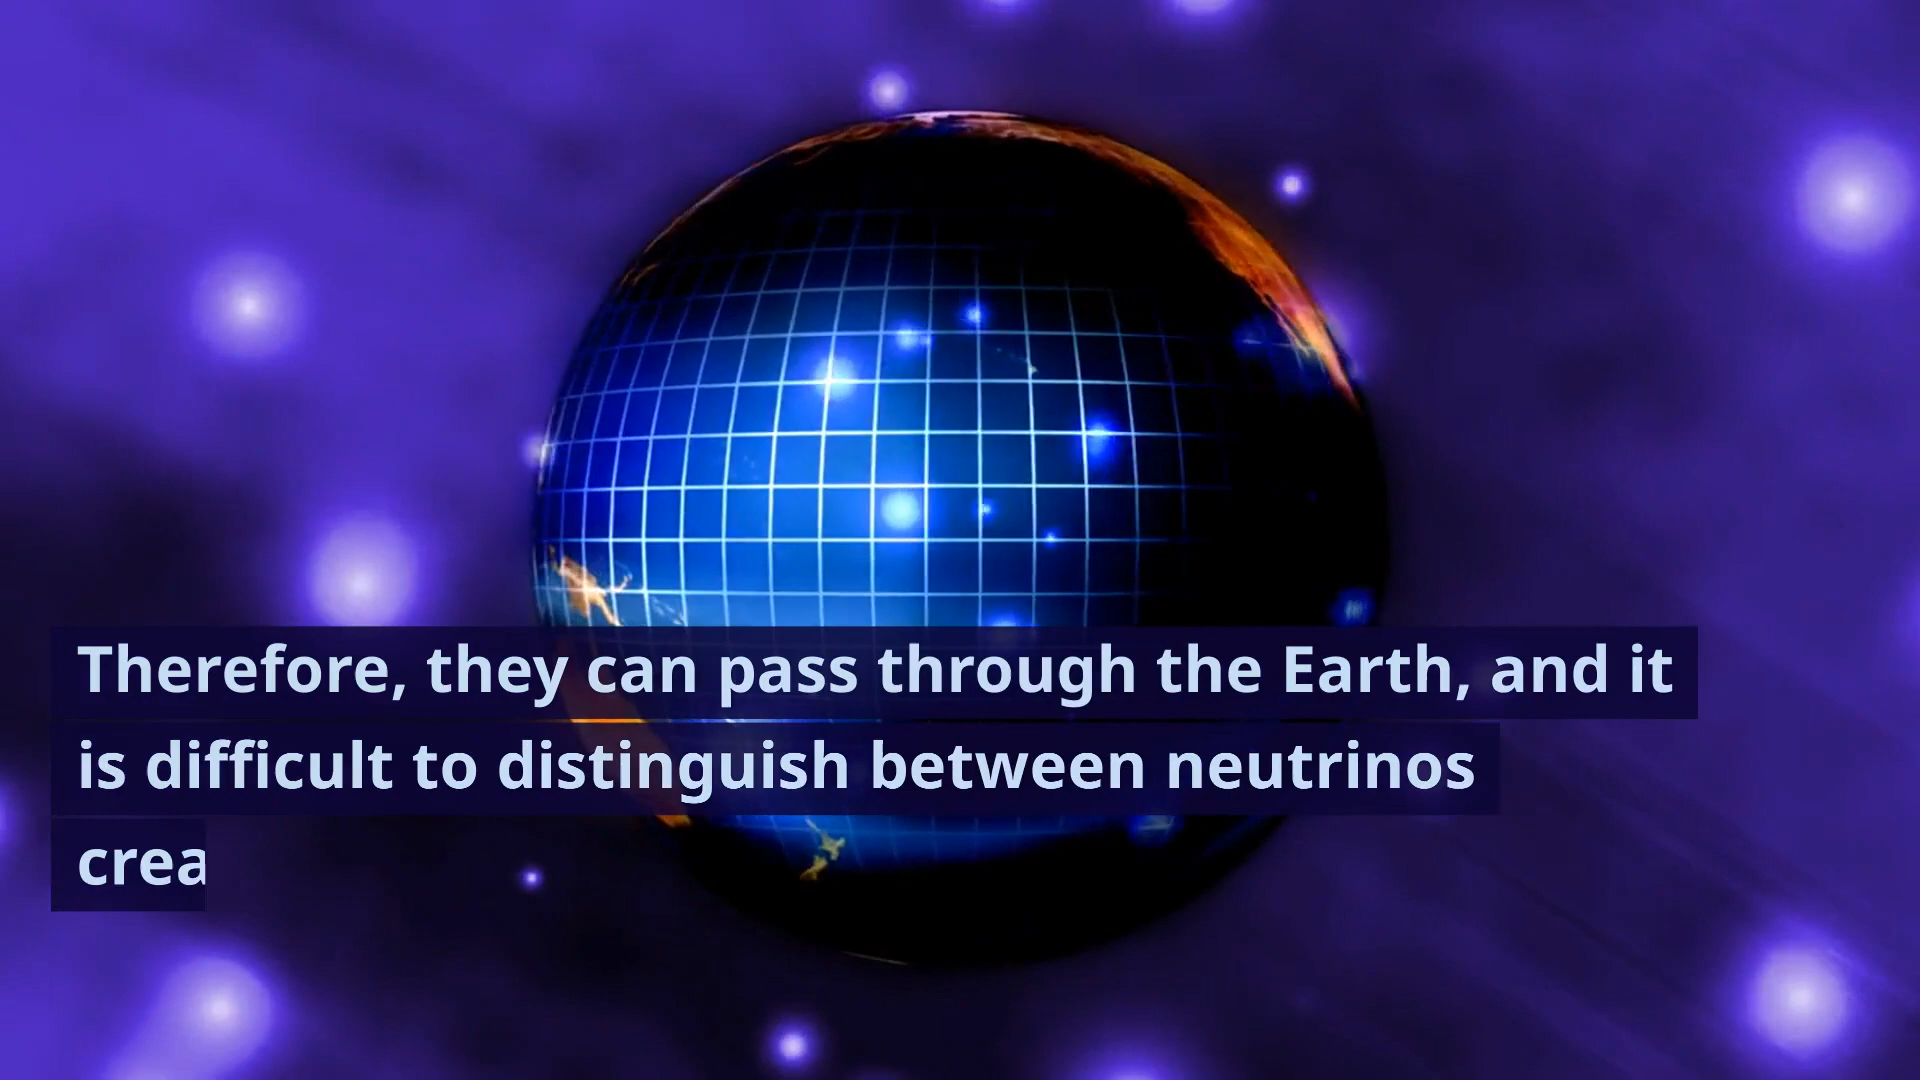 Therefore, they can pass through the Earth, and it
is difficult to distinguish between neutrinos
crea